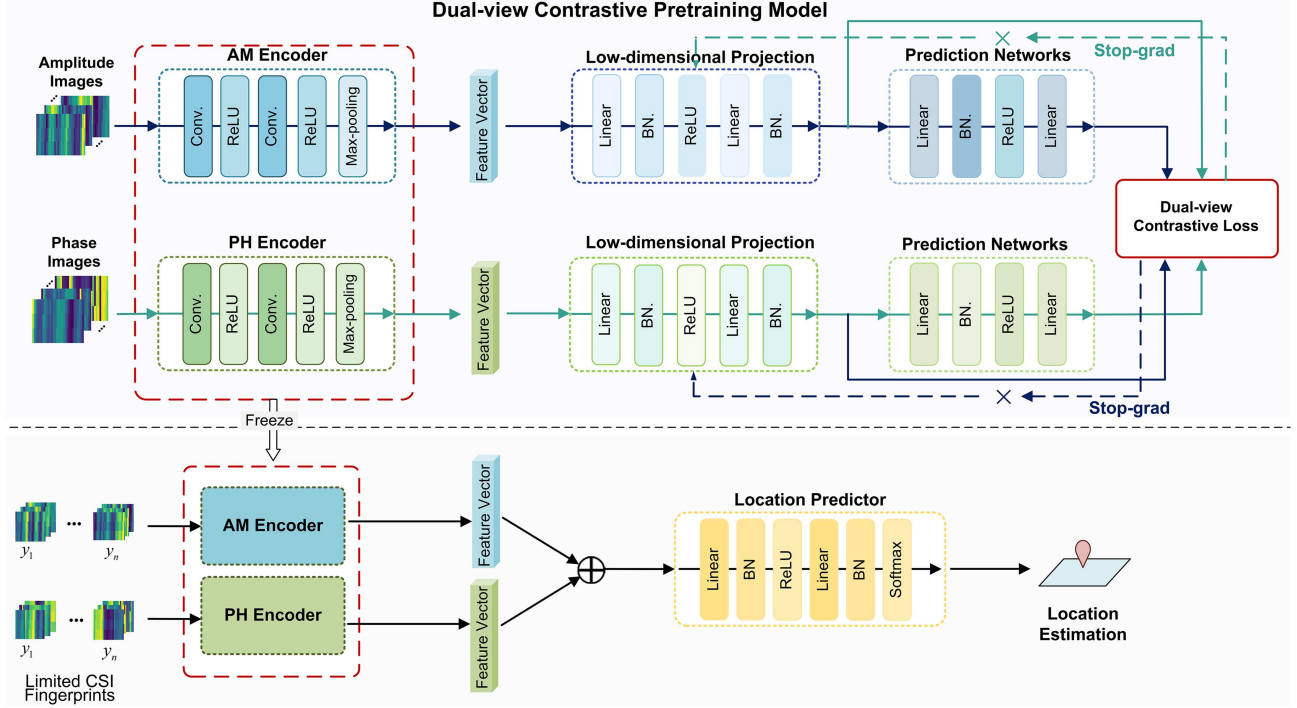 Dual-view Contrastive Pretraining Model
Amplitude
Images
AM Encoder
Conv.
ReLU
Conv.
ReLU
Max-pooling
Feature Vector
Low-dimensional Projection
Linear
BN.
ReLU
Linear
BN.
Prediction Networks
Linear
BN.
ReLU
Linear
Stop-grad
Dual-view
Contrastive Loss
Phase
Images
PH Encoder
Conv.
ReLU
Conv.
ReLU
Max-pooling
Feature Vector
Low-dimensional Projection
Linear
BN.
ReLU
Linear
BN.
Prediction Networks
Linear
BN.
ReLU
Linear
Stop-grad
Freeze
y1 ... yn
AM Encoder
Feature Vector
y1 ... yn
PH Encoder
Feature Vector
Limited CSI
Fingerprints
Location Predictor
Linear
BN
ReLU
Linear
BN
Softmax
Location
Estimation